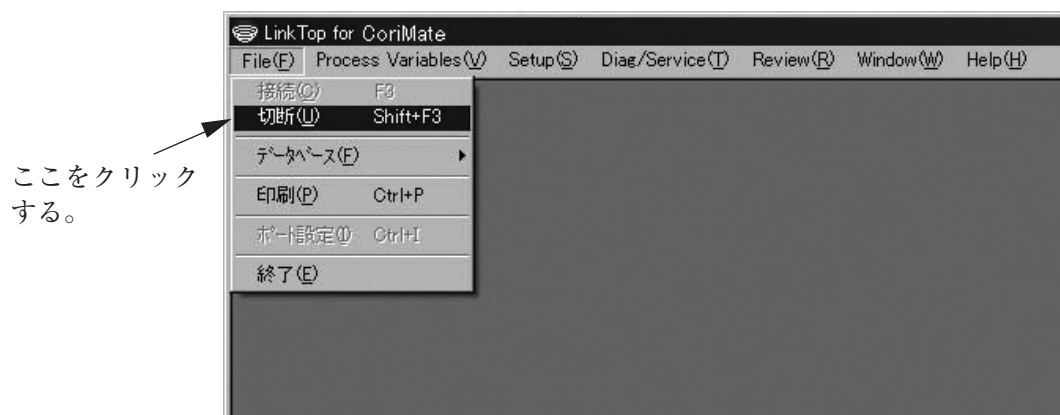 LinkTop for CoriMate
File(F) Process Variables(V) Setup(S) Diag/Service(T) Review(R) Window(W) Help(H)
接続(C) F3
切断(U) Shift+F3
データベース(F)
印刷(P) Ctrl+P
ポート設定(I) Ctrl+I
終了(E)
ここをクリック
する。